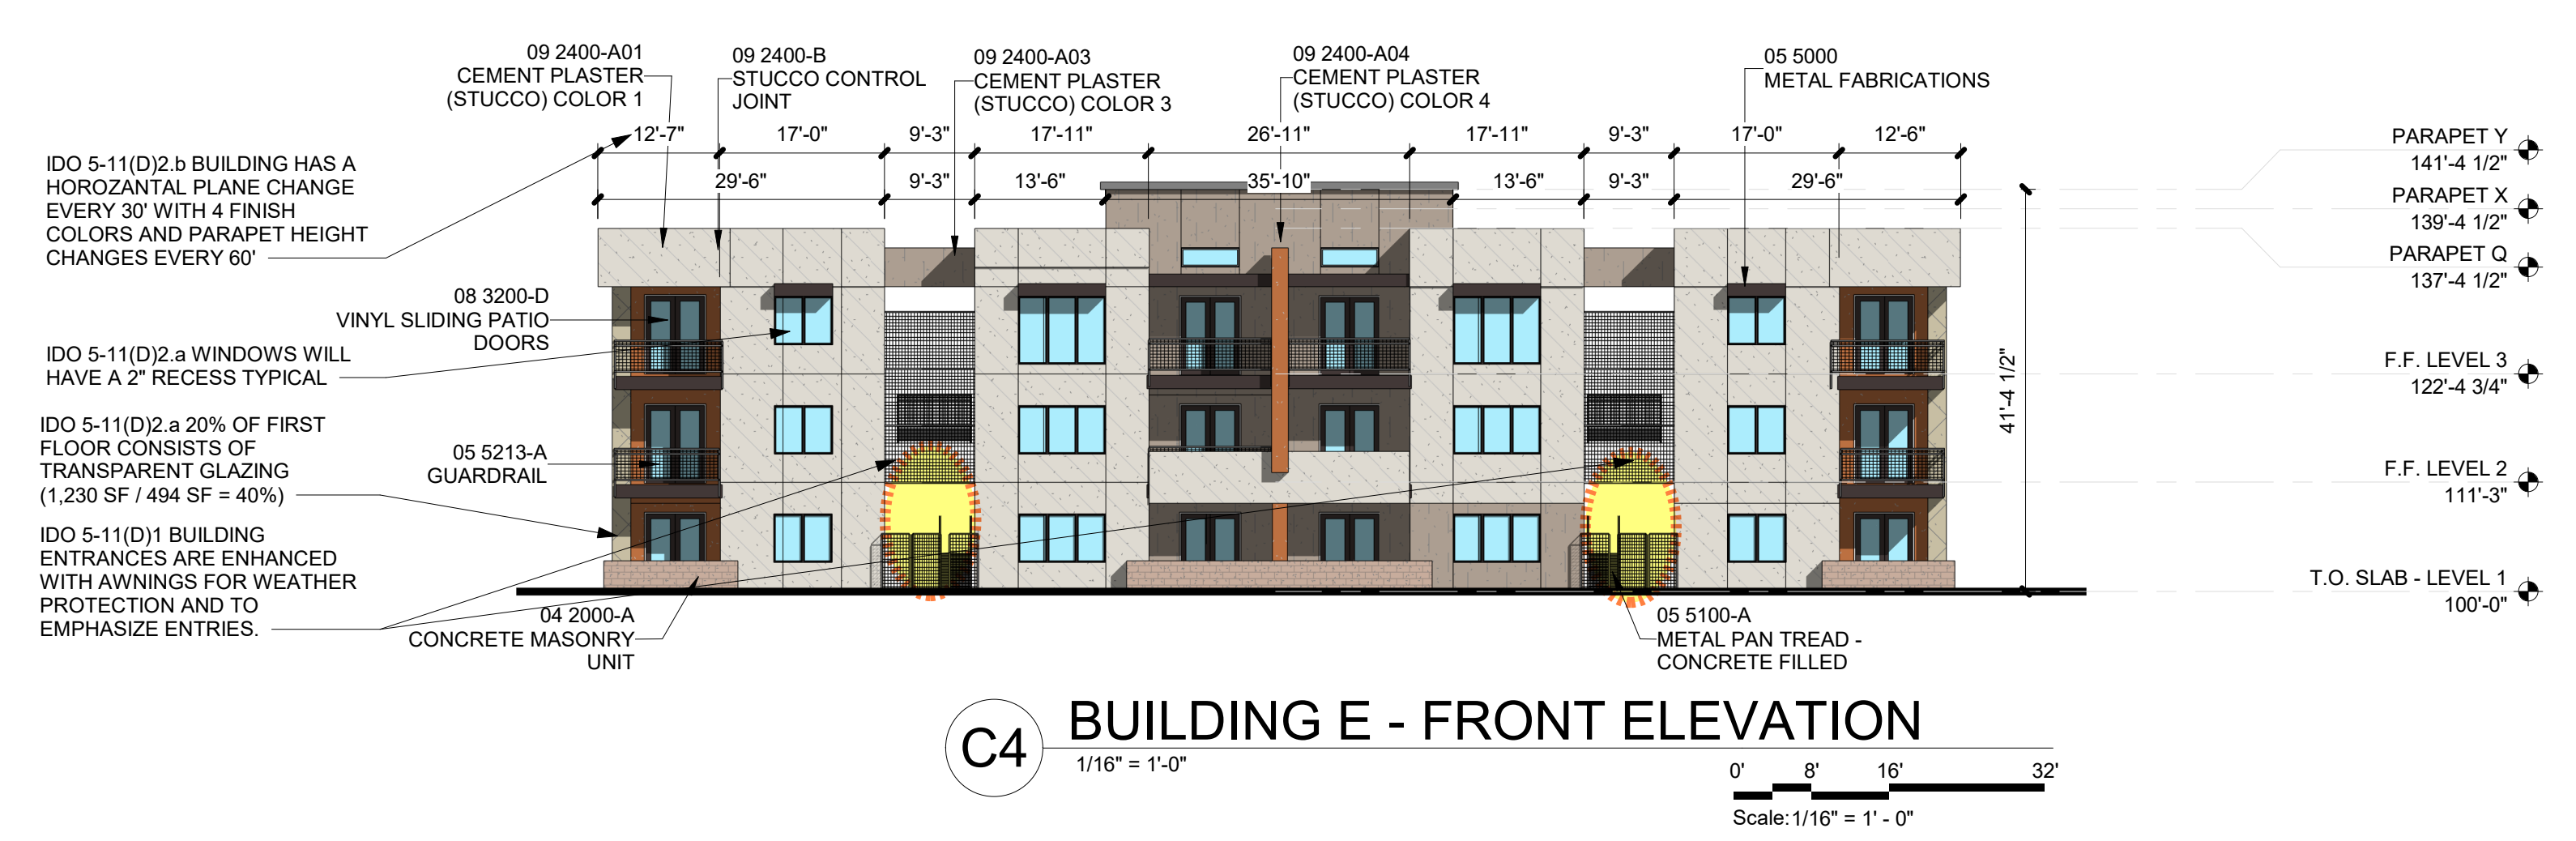 09 2400-A01
CEMENT PLASTER
(STUCCO) COLOR 1
09 2400-B
STUCCO CONTROL
JOINT
09 2400-A03
CEMENT PLASTER
(STUCCO) COLOR 3
09 2400-A04
CEMENT PLASTER
(STUCCO) COLOR 4
05 5000
METAL FABRICATIONS
12'-7"
17'-0"
9'-3"
17'-11"
26'-11"
17'-11"
9'-3"
17'-0"
12'-6"
29'-6"
9'-3"
13'-6"
35'-10"
13'-6"
9'-3"
29'-6"
IDO 5-11(D)2.b BUILDING HAS A
HOROZANTAL PLANE CHANGE
EVERY 30' WITH 4 FINISH
COLORS AND PARAPET HEIGHT
CHANGES EVERY 60'
08 3200-D
VINYL SLIDING PATIO
DOORS
IDO 5-11(D)2.a WINDOWS WILL
HAVE A 2" RECESS TYPICAL
IDO 5-11(D)2.a 20% OF FIRST
FLOOR CONSISTS OF
TRANSPARENT GLAZING
(1,230 SF / 494 SF = 40%)
05 5213-A
GUARDRAIL
IDO 5-11(D)1 BUILDING
ENTRANCES ARE ENHANCED
WITH AWNINGS FOR WEATHER
PROTECTION AND TO
EMPHASIZE ENTRIES.
04 2000-A
CONCRETE MASONRY
UNIT
05 5100-A
METAL PAN TREAD -
CONCRETE FILLED
41'-4 1/2"
PARAPET Y
141'-4 1/2"
PARAPET X
139'-4 1/2"
PARAPET Q
137'-4 1/2"
F.F. LEVEL 3
122'-4 3/4"
F.F. LEVEL 2
111'-3"
T.O. SLAB - LEVEL 1
100'-0"
C4
BUILDING E - FRONT ELEVATION
1/16" = 1'-0"
0' 8' 16' 32'
Scale:1/16" = 1' - 0"